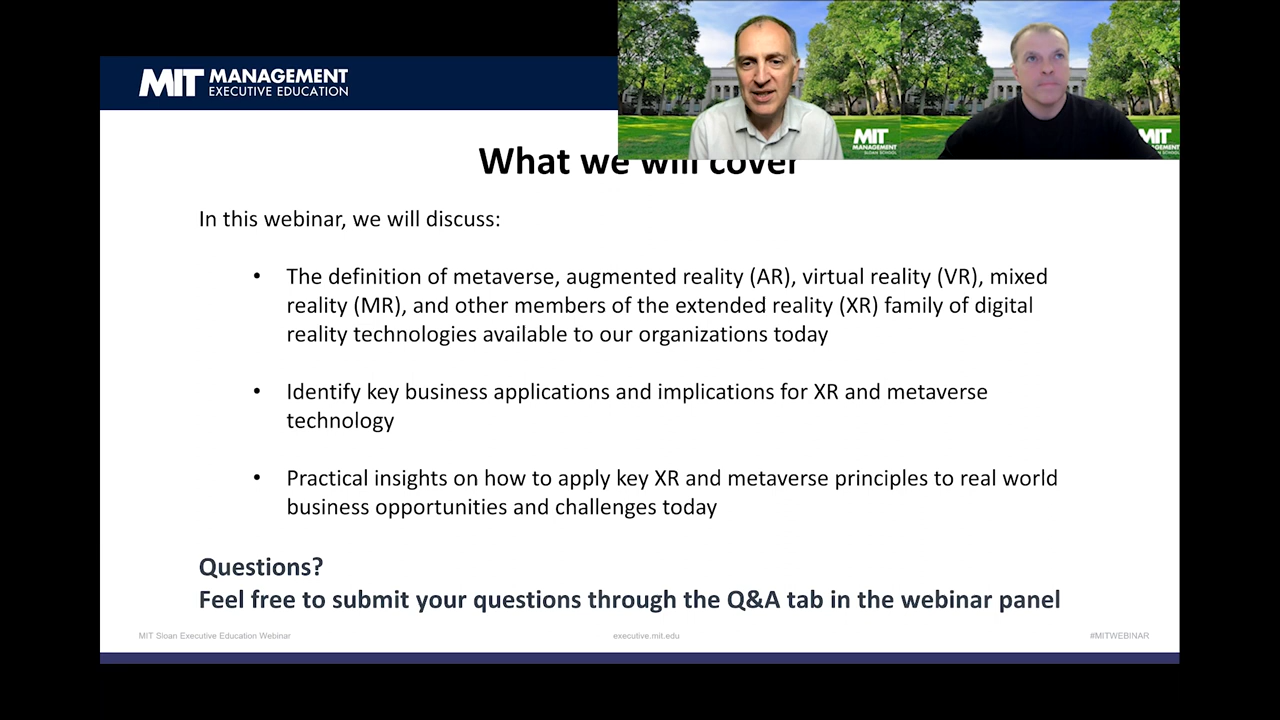 MIT MANAGEMENT
EXECUTIVE EDUCATION
MIT
MANAGEMENT
SLOAN SCHOOL
MIT
MANAGEMENT
SLOAN SCHOOL
What we will cover
In this webinar, we will discuss:
• The definition of metaverse, augmented reality (AR), virtual reality (VR), mixed
reality (MR), and other members of the extended reality (XR) family of digital
reality technologies available to our organizations today
• Identify key business applications and implications for XR and metaverse
technology
• Practical insights on how to apply key XR and metaverse principles to real world
business opportunities and challenges today
Questions?
Feel free to submit your questions through the Q&A tab in the webinar panel
MIT Sloan Executive Education Webinar
executive.mit.edu
#MITWEBINAR